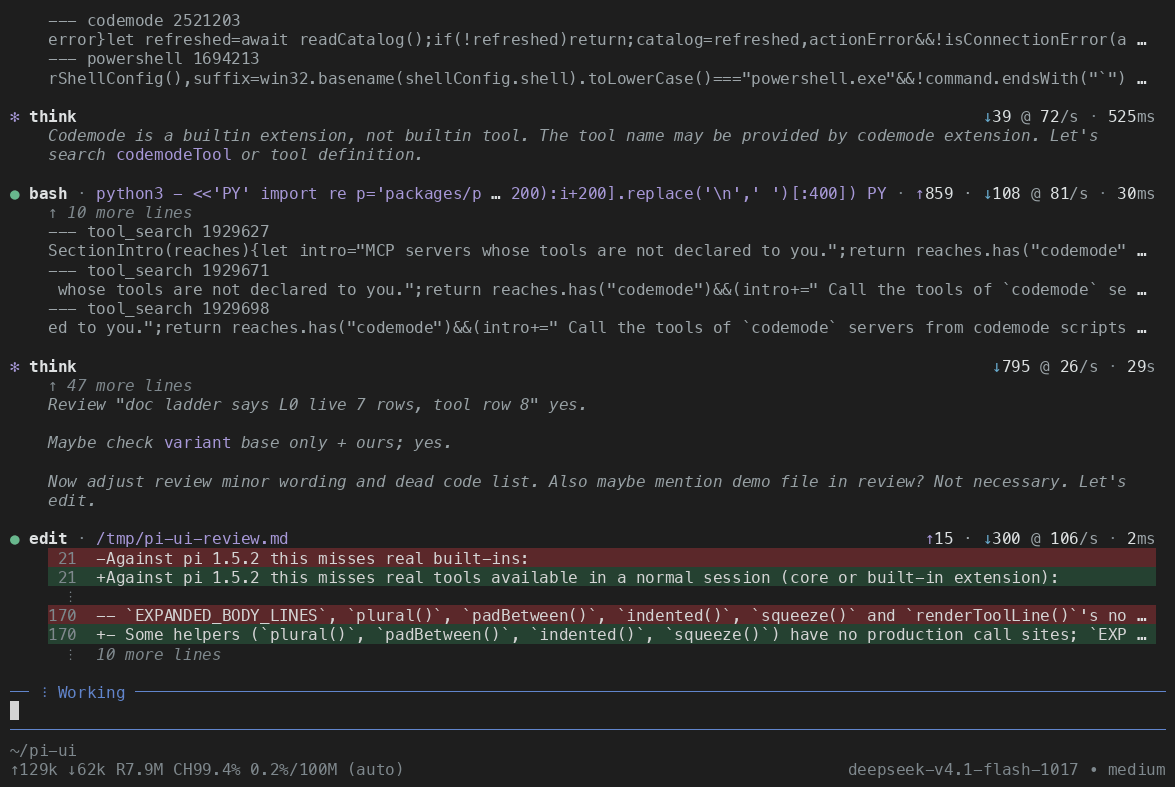 --- codemode 2521203
error}let refreshed=await readCatalog();if(!refreshed)return;catalog=refreshed,actionError&&!isConnectionError(a …
--- powershell 1694213
rShellConfig(),suffix=win32.basename(shellConfig.shell).toLowerCase()==="powershell.exe"&&!command.endsWith("`") …
✻ think ↓39 @ 72/s · 525ms
Codemode is a builtin extension, not builtin tool. The tool name may be provided by codemode extension. Let's
search codemodeTool or tool definition.
● bash · python3 - <<'PY' import re p='packages/p … 200):i+200].replace('\n',' ')[:400]) PY · ↑859 · ↓108 @ 81/s · 30ms
↑ 10 more lines
--- tool_search 1929627
SectionIntro(reaches){let intro="MCP servers whose tools are not declared to you.";return reaches.has("codemode" …
--- tool_search 1929671
whose tools are not declared to you.";return reaches.has("codemode")&&(intro+=" Call the tools of `codemode` se …
--- tool_search 1929698
ed to you.";return reaches.has("codemode")&&(intro+=" Call the tools of `codemode` servers from codemode scripts …
✻ think ↓795 @ 26/s · 29s
↑ 47 more lines
Review "doc ladder says L0 live 7 rows, tool row 8" yes.
Maybe check variant base only + ours; yes.
Now adjust review minor wording and dead code list. Also maybe mention demo file in review? Not necessary. Let's
edit.
● edit · /tmp/pi-ui-review.md ↑15 · ↓300 @ 106/s · 2ms
21 -Against pi 1.5.2 this misses real built-ins:
21 +Against pi 1.5.2 this misses real tools available in a normal session (core or built-in extension):
⋮
170 -- `EXPANDED_BODY_LINES`, `plural()`, `padBetween()`, `indented()`, `squeeze()` and `renderToolLine()`'s no …
170 +- Some helpers (`plural()`, `padBetween()`, `indented()`, `squeeze()`) have no production call sites; `EXP …
⋮ 10 more lines
── ⁝ Working ──
~/pi-ui
↑129k ↓62k R7.9M CH99.4% 0.2%/100M (auto) deepseek-v4.1-flash-1017 • medium